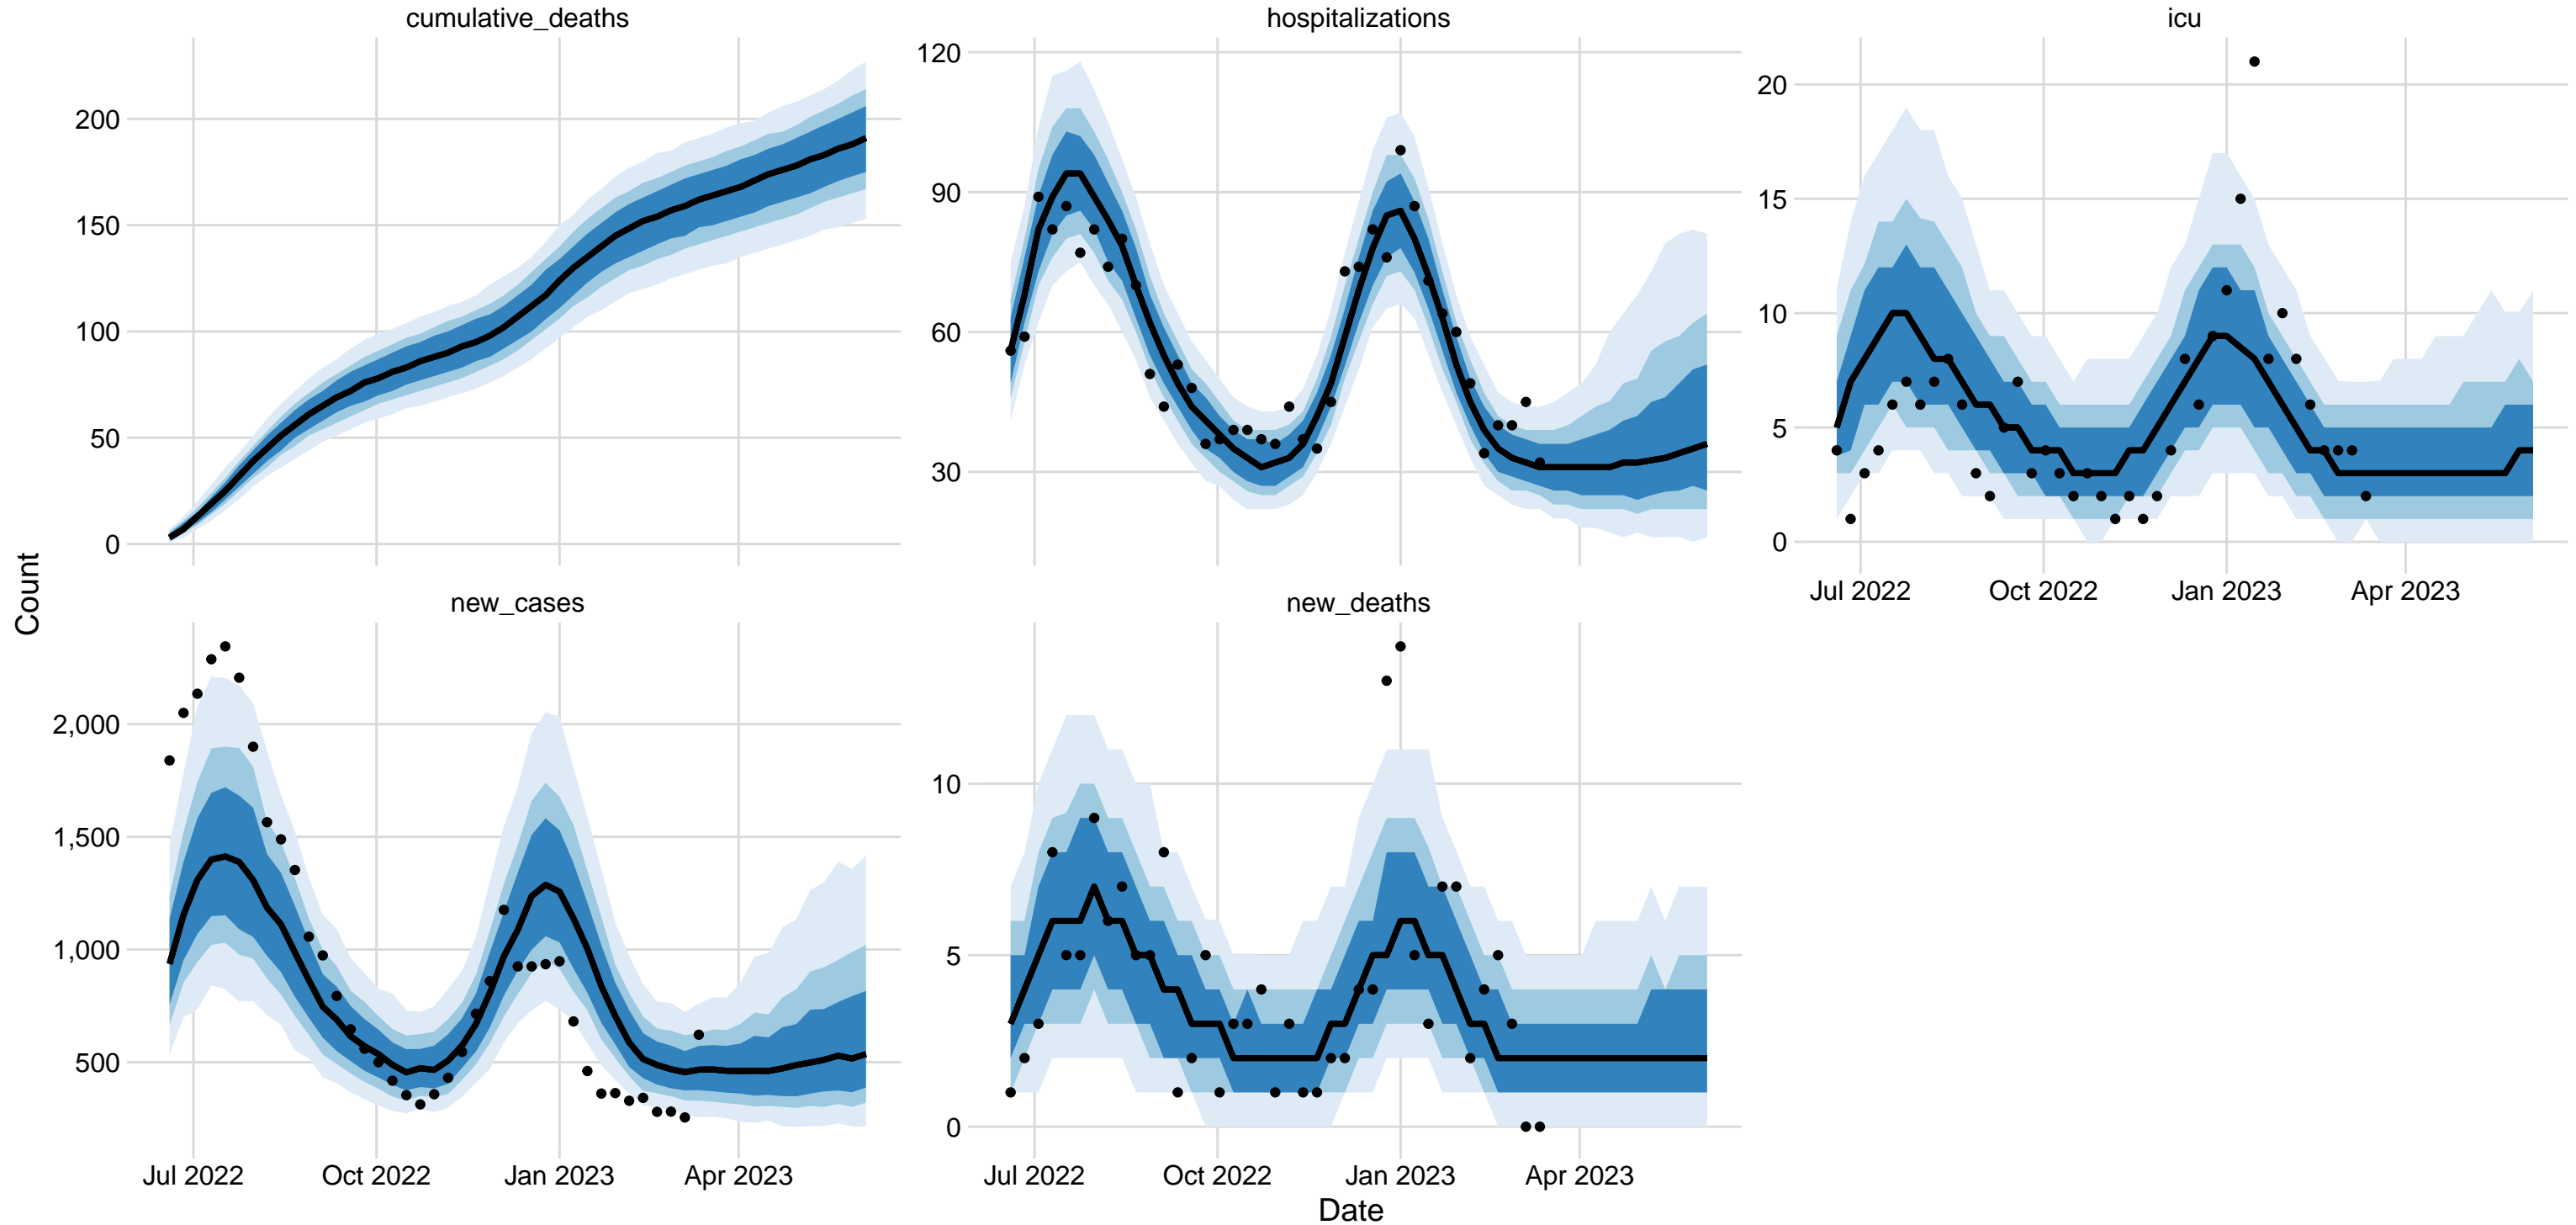 cumulative_deaths
hospitalizations
icu
200
150
100
50
0
120
90
60
30
20
15
10
5
0
Jul 2022
Oct 2022
Jan 2023
Apr 2023
Count
new_cases
new_deaths
2,000
1,500
1,000
500
10
5
0
Jul 2022
Oct 2022
Jan 2023
Apr 2023
Jul 2022
Oct 2022
Jan 2023
Apr 2023
Date